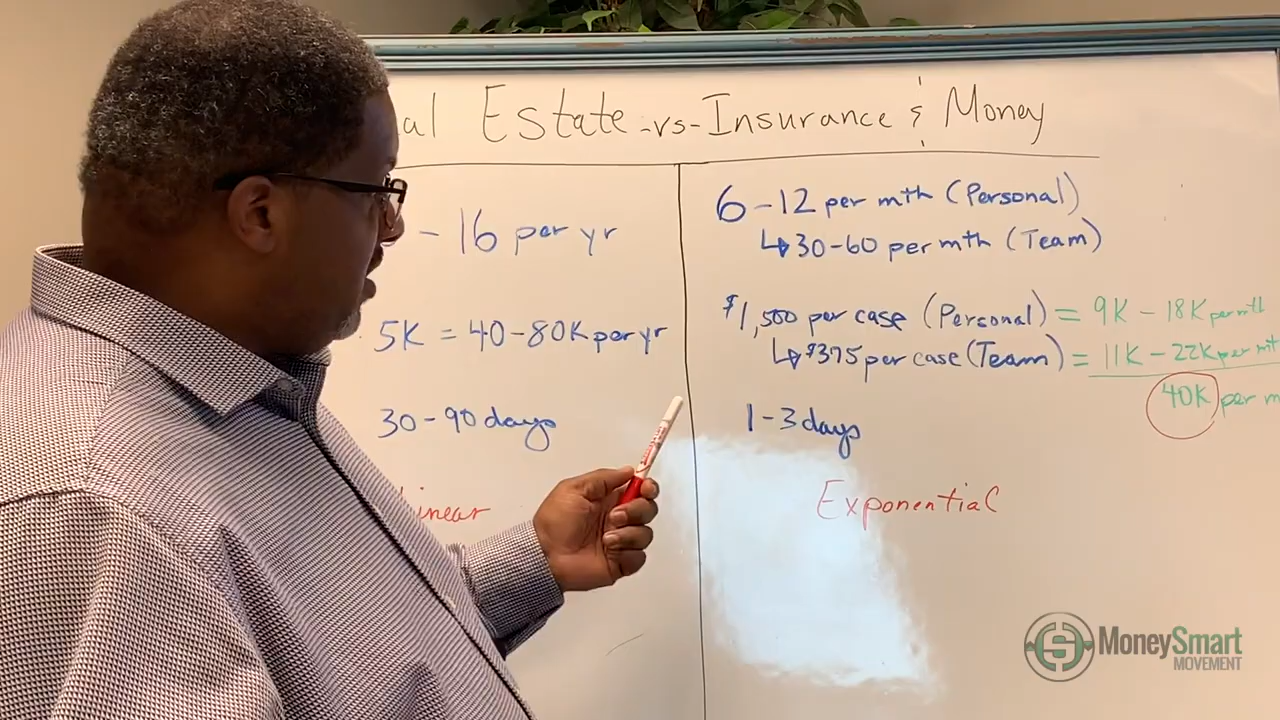 al Estate -vs- Insurance & Money
- 16 per yr
5K = 40-80K per yr
30-90 days
inear
6-12 per mth (Personal)
↳30-60 per mth (Team)
$1,500 per case (Personal) = 9K - 18K per mth
↳$375 per case (Team) = 11K - 22K per mt
40K per m
1-3 days
Exponential
MoneySmart
MOVEMENT